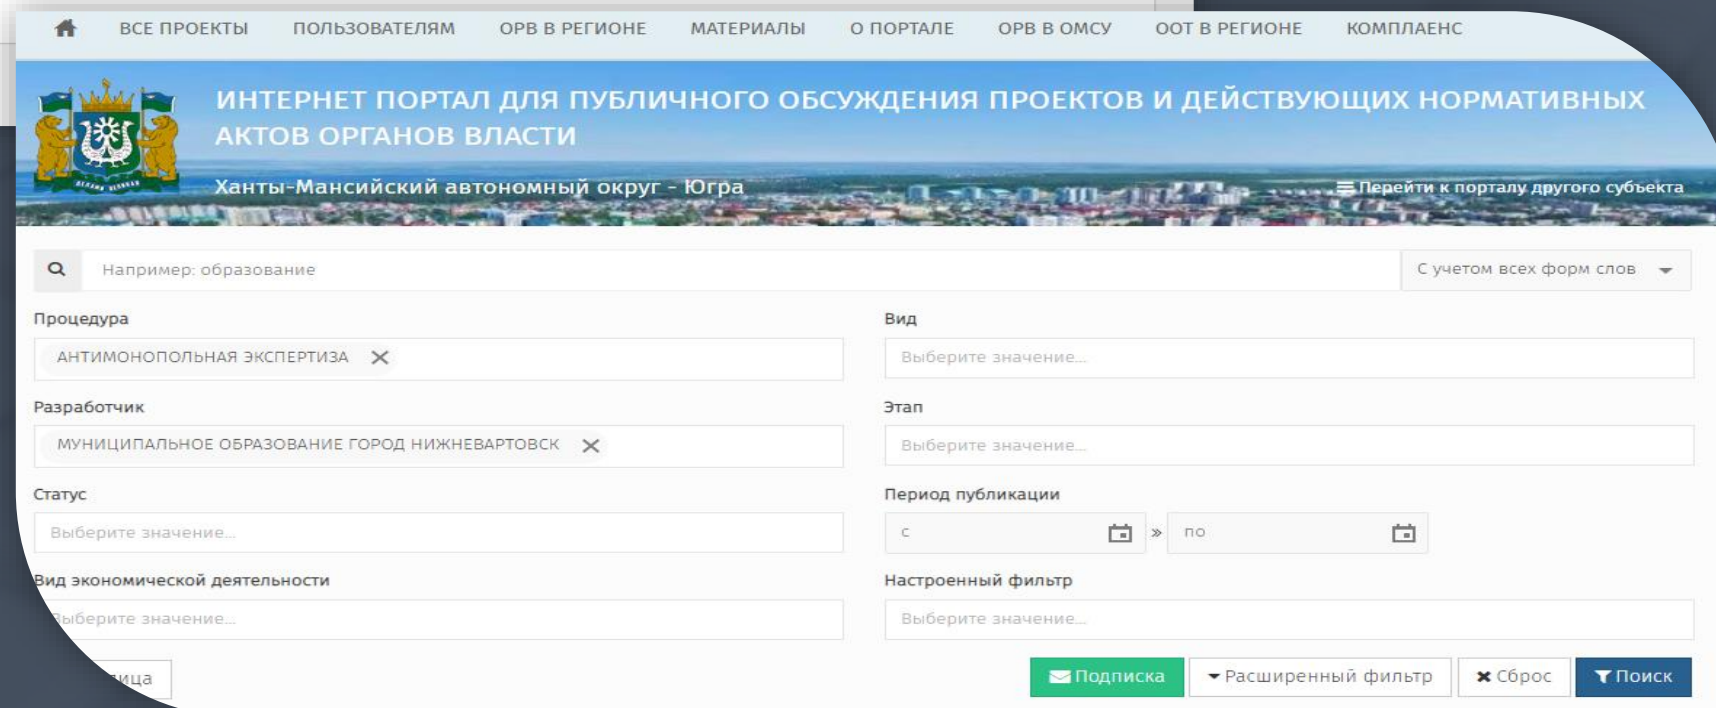 ВСЕ ПРОЕКТЫ ПОЛЬЗОВАТЕЛЯМ ОРВ В РЕГИОНЕ МАТЕРИАЛЫ О ПОРТАЛЕ ОРВ В ОМСУ ООТ В РЕГИОНЕ КОМПЛАЕНС
ИНТЕРНЕТ ПОРТАЛ ДЛЯ ПУБЛИЧНОГО ОБСУЖДЕНИЯ ПРОЕКТОВ И ДЕЙСТВУЮЩИХ НОРМАТИВНЫХ
АКТОВ ОРГАНОВ ВЛАСТИ
Ханты-Мансийский автономный округ - Югра
Перейти к порталу другого субъекта
Например: образование С учетом всех форм слов
Процедура Вид
АНТИМОНОПОЛЬНАЯ ЭКСПЕРТИЗА Выберите значение...
Разработчик Этап
МУНИЦИПАЛЬНОЕ ОБРАЗОВАНИЕ ГОРОД НИЖНЕВАРТОВСК Выберите значение...
Статус Период публикации
Выберите значение... с » по
Вид экономической деятельности Настроенный фильтр
Выберите значение... Выберите значение...
Подписка Расширенный фильтр Сброс Поиск